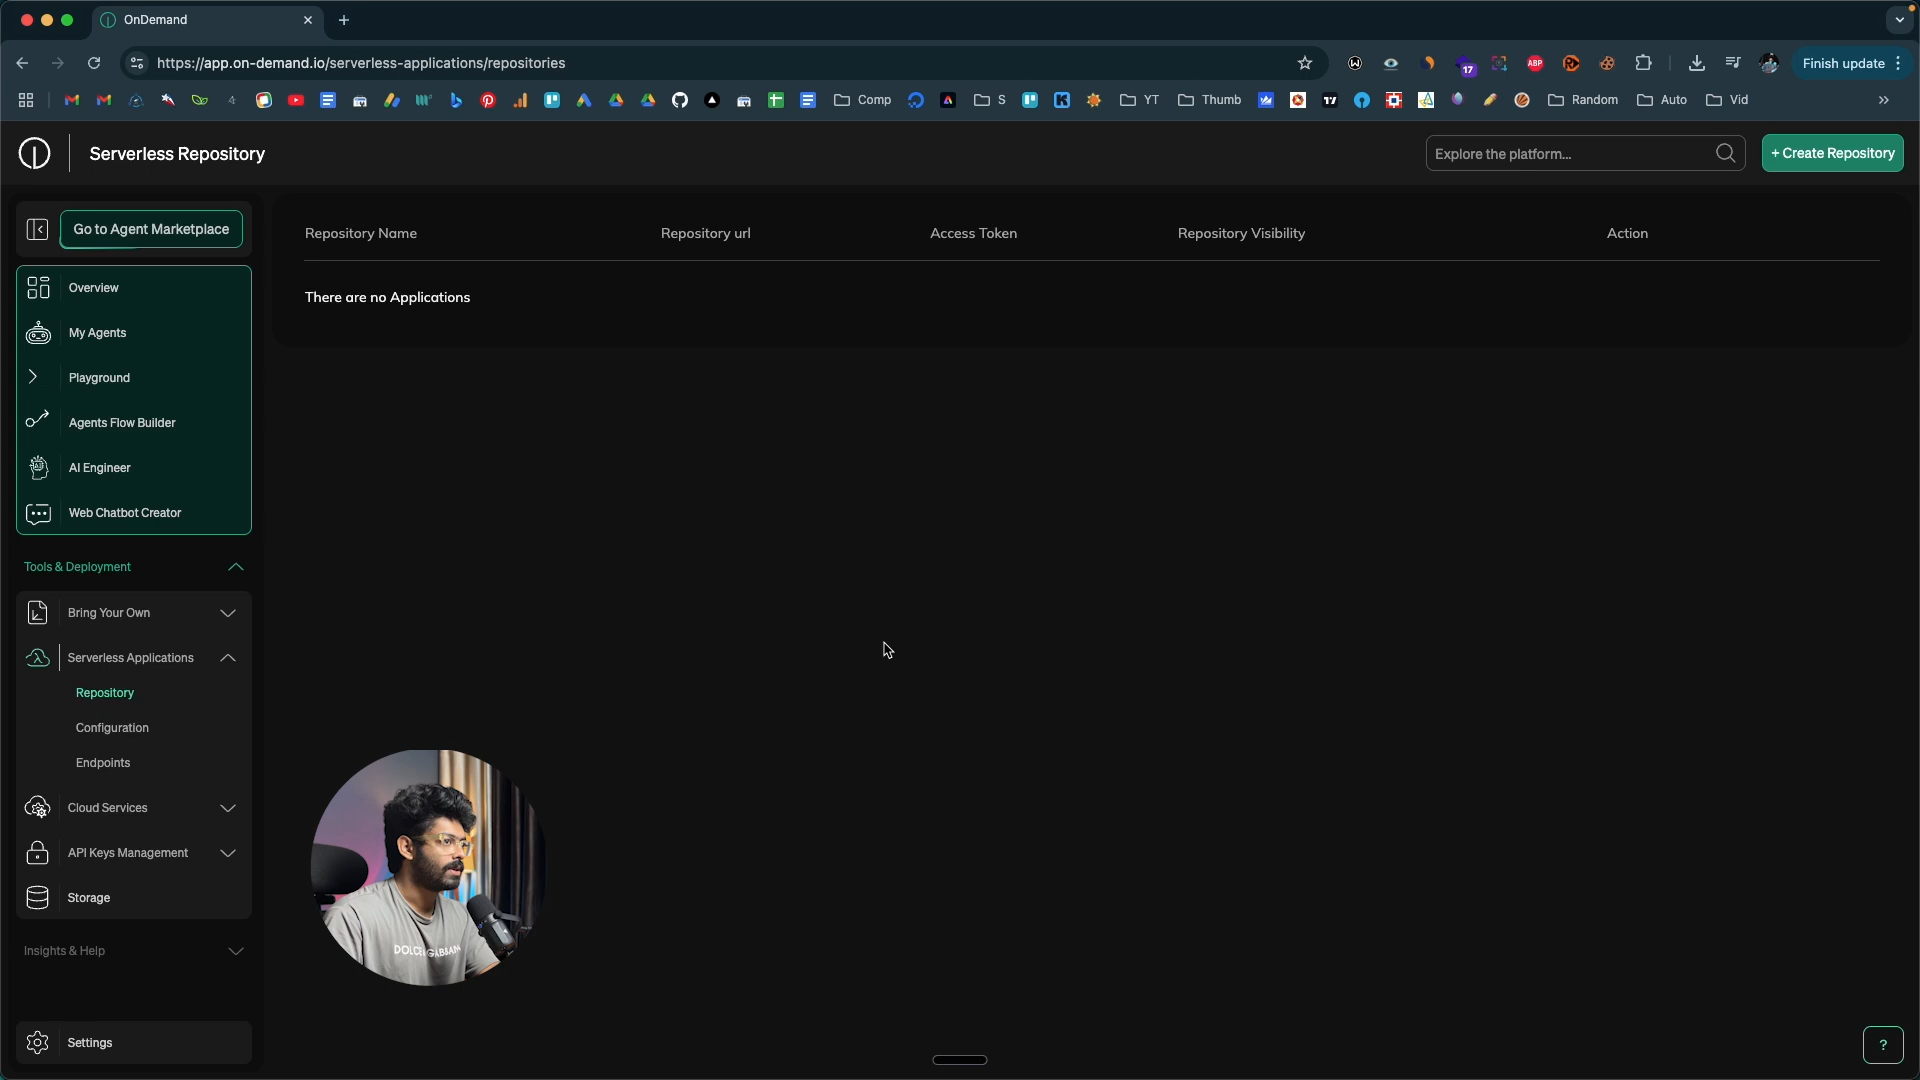 OnDemand
https://app.on-demand.io/serverless-applications/repositories
17
ABP
Finish update
Comp
S
YT
Thumb
Random
Auto
Vid
Serverless Repository
Explore the platform...
+ Create Repository
Go to Agent Marketplace
Overview
My Agents
Playground
Agents Flow Builder
AI Engineer
Web Chatbot Creator
Tools & Deployment
Bring Your Own
Serverless Applications
Repository
Configuration
Endpoints
Cloud Services
API Keys Management
Storage
Insights & Help
Settings
Repository Name Repository url Access Token Repository Visibility Action
There are no Applications
?